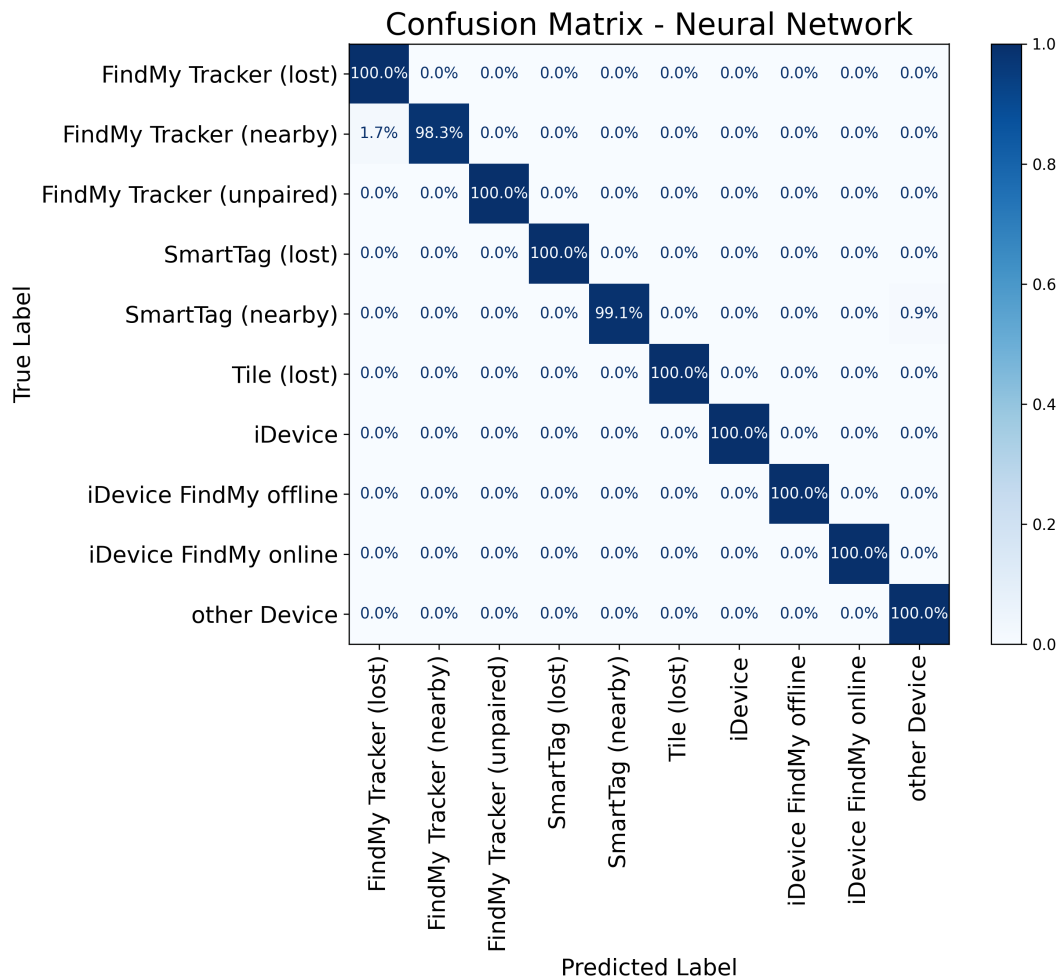 Confusion Matrix - Neural Network
True Label
FindMy Tracker (lost) 100.0% 0.0% 0.0% 0.0% 0.0% 0.0% 0.0% 0.0% 0.0% 0.0%
FindMy Tracker (nearby) 1.7% 98.3% 0.0% 0.0% 0.0% 0.0% 0.0% 0.0% 0.0% 0.0%
FindMy Tracker (unpaired) 0.0% 0.0% 100.0% 0.0% 0.0% 0.0% 0.0% 0.0% 0.0% 0.0%
SmartTag (lost) 0.0% 0.0% 0.0% 100.0% 0.0% 0.0% 0.0% 0.0% 0.0% 0.0%
SmartTag (nearby) 0.0% 0.0% 0.0% 0.0% 99.1% 0.0% 0.0% 0.0% 0.0% 0.9%
Tile (lost) 0.0% 0.0% 0.0% 0.0% 0.0% 100.0% 0.0% 0.0% 0.0% 0.0%
iDevice 0.0% 0.0% 0.0% 0.0% 0.0% 0.0% 100.0% 0.0% 0.0% 0.0%
iDevice FindMy offline 0.0% 0.0% 0.0% 0.0% 0.0% 0.0% 0.0% 100.0% 0.0% 0.0%
iDevice FindMy online 0.0% 0.0% 0.0% 0.0% 0.0% 0.0% 0.0% 0.0% 100.0% 0.0%
other Device 0.0% 0.0% 0.0% 0.0% 0.0% 0.0% 0.0% 0.0% 0.0% 100.0%
FindMy Tracker (lost)
FindMy Tracker (nearby)
FindMy Tracker (unpaired)
SmartTag (lost)
SmartTag (nearby)
Tile (lost)
iDevice
iDevice FindMy offline
iDevice FindMy online
other Device
Predicted Label
1.0
0.8
0.6
0.4
0.2
0.0